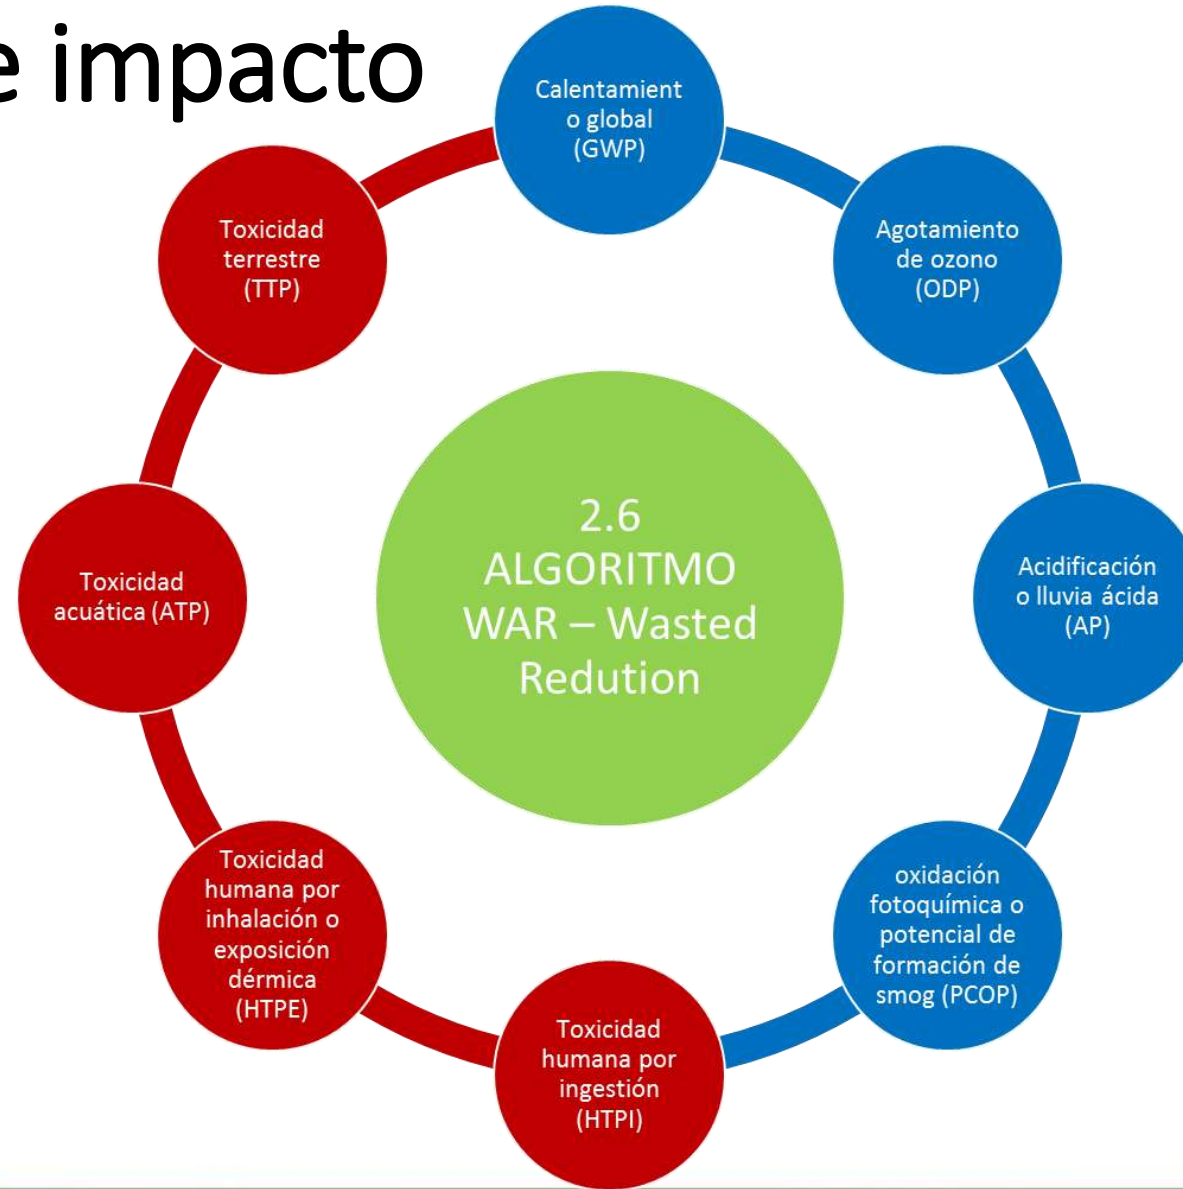 e impacto
Calentamient
o global
(GWP)
Agotamiento
de ozono
(ODP)
Acidificación
o lluvia ácida
(AP)
oxidación
fotoquímica o
potencial de
formación de
smog (PCOP)
Toxicidad
humana por
ingestión
(HTPI)
Toxicidad
humana por
inhalación o
exposición
dérmica
(HTPE)
Toxicidad
acuática (ATP)
Toxicidad
terrestre
(TTP)
2.6
ALGORITMO
WAR – Wasted
Redution